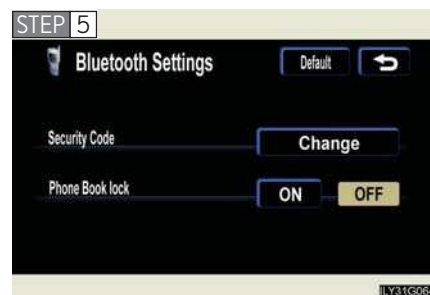 STEP 5
Bluetooth Settings Default
Security Code Change
Phone Book lock ON OFF
ILY31G06